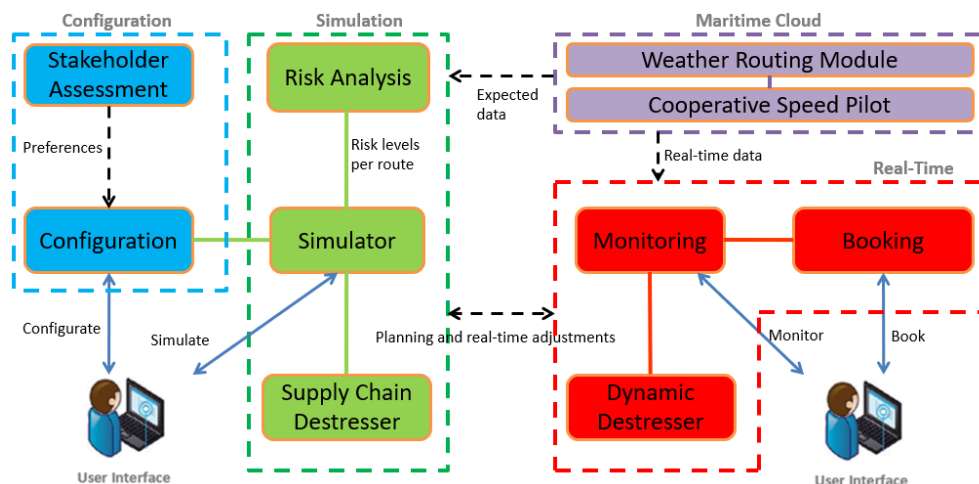 Configuration
Simulation
Maritime Cloud
Stakeholder
Assessment
Risk Analysis
Weather Routing Module
Cooperative Speed Pilot
Expected
data
Preferences
Risk levels
per route
Real-time data
Real-Time
Configuration
Simulator
Monitoring
Booking
Configurate
Simulate
Planning and real-time adjustments
Monitor
Book
Supply Chain
Destresser
Dynamic
Destresser
User Interface
User Interface